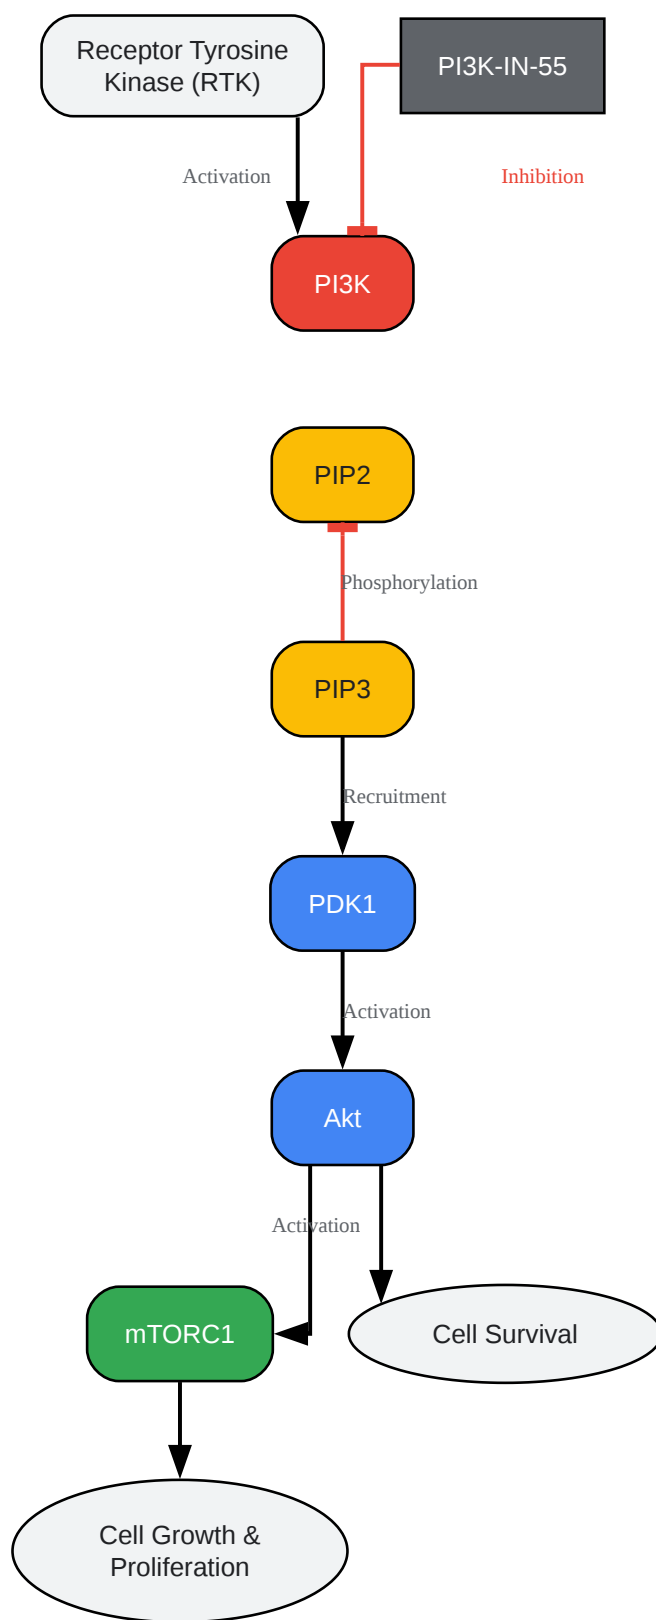 Receptor Tyrosine
Kinase (RTK)
PI3K-IN-55
Activation
Inhibition
PI3K
PIP2
Phosphorylation
PIP3
Recruitment
PDK1
Activation
Akt
Activation
mTORC1
Cell Survival
Cell Growth &
Proliferation